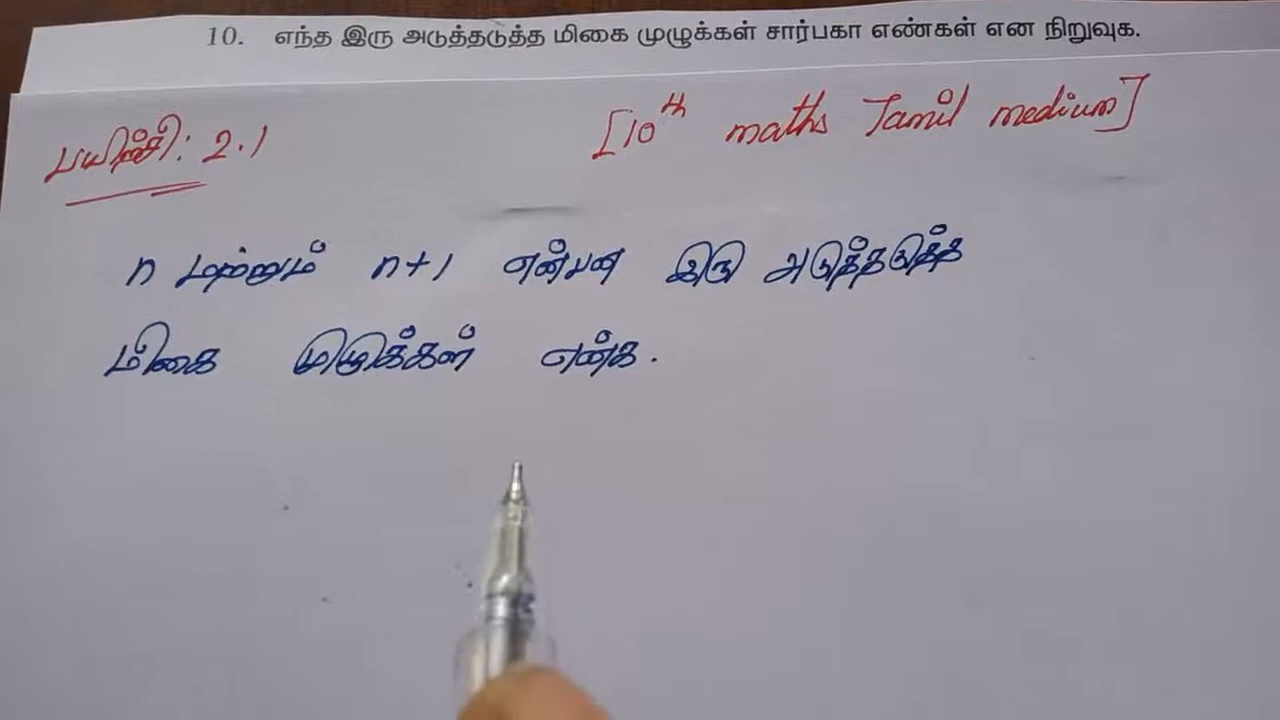 10. எந்த இரு அடுத்தடுத்த மிகை முழுக்கள் சார்பகா எண்கள் என நிறுவுக.
பயிற்சி: 2.1
[10th maths Tamil medium]
n மற்றும் n+1 என்பன இரு அடுத்தடுத்த
மிகை முழுக்கள் என்க.